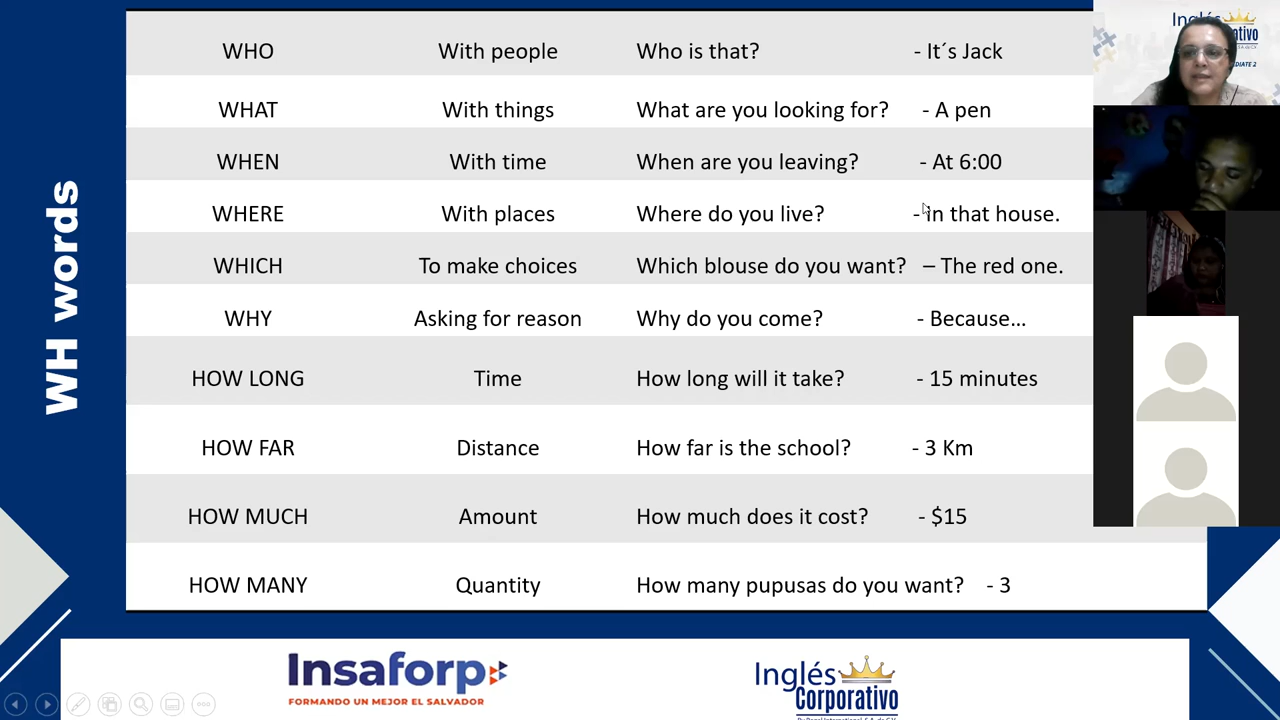 WH words
WHO With people Who is that? - It´s Jack
WHAT With things What are you looking for? - A pen
WHEN With time When are you leaving? - At 6:00
WHERE With places Where do you live? - In that house.
WHICH To make choices Which blouse do you want? – The red one.
WHY Asking for reason Why do you come? - Because…
HOW LONG Time How long will it take? - 15 minutes
HOW FAR Distance How far is the school? - 3 Km
HOW MUCH Amount How much does it cost? - $15
HOW MANY Quantity How many pupusas do you want? - 3
Insaforp
FORMANDO UN MEJOR EL SALVADOR
Inglés
Corporativo
Inglés